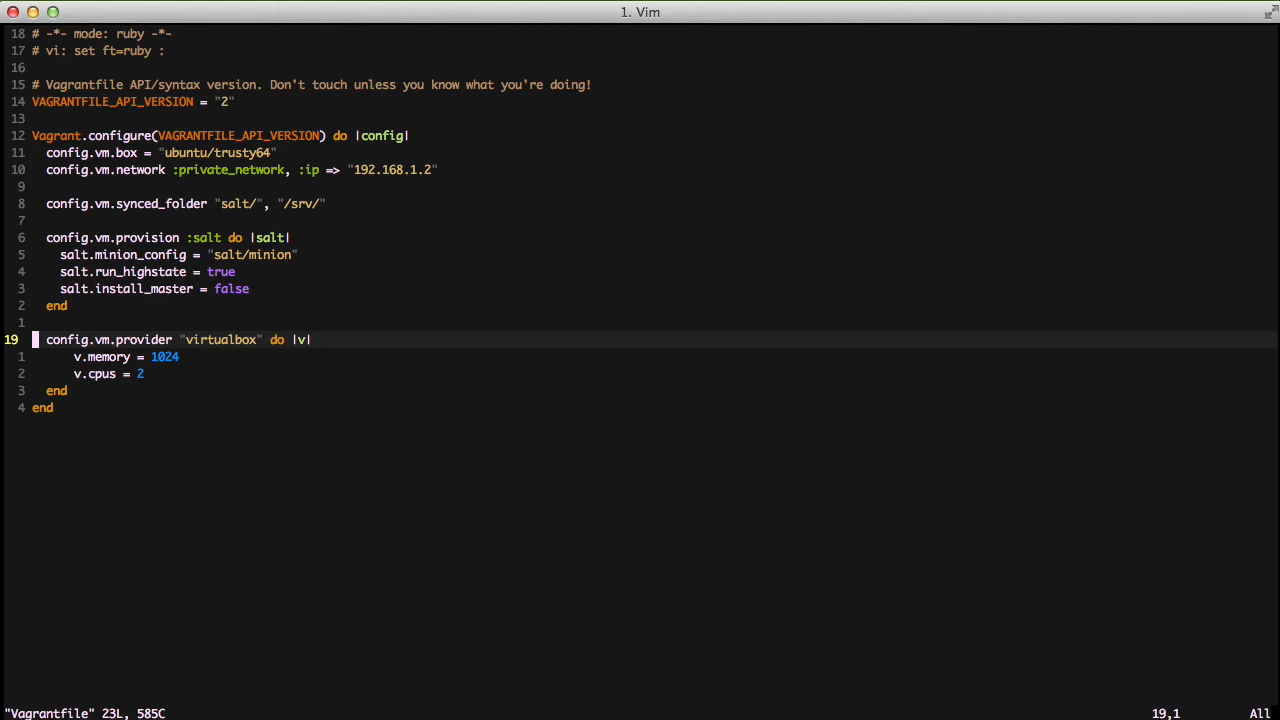 1. Vim
18 # -*- mode: ruby -*-
17 # vi: set ft=ruby :
16
15 # Vagrantfile API/syntax version. Don't touch unless you know what you're doing!
14 VAGRANTFILE_API_VERSION = "2"
13
12 Vagrant.configure(VAGRANTFILE_API_VERSION) do |config|
11   config.vm.box = "ubuntu/trusty64"
10   config.vm.network :private_network, :ip => "192.168.1.2"
9
8   config.vm.synced_folder "salt/", "/srv/"
7
6   config.vm.provision :salt do |salt|
5     salt.minion_config = "salt/minion"
4     salt.run_highstate = true
3     salt.install_master = false
2   end
1
19   config.vm.provider "virtualbox" do |v|
1       v.memory = 1024
2       v.cpus = 2
3   end
4 end
"Vagrantfile" 23L, 585C 19,1 All